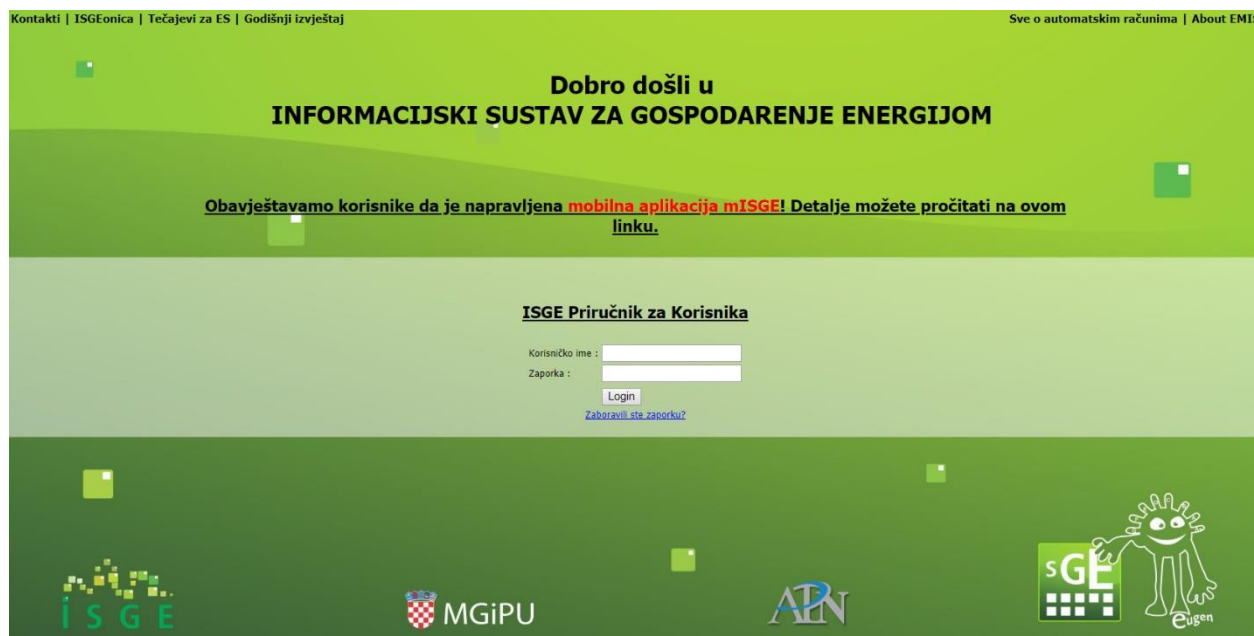 Kontakti | ISGEonica | Tečajevi za ES | Godišnji izvještaj
Sve o automatskim računima | About EMIS
Dobro došli u
INFORMACIJSKI SUSTAV ZA GOSPODARENJE ENERGIJOM
Obavještavamo korisnike da je napravljena mobilna aplikacija mISGE! Detalje možete pročitati na ovom
linku.
ISGE Priručnik za Korisnika
Korisničko ime :
Zaporka :
Login
Zaboravili ste zaporku?
ISGE
MGiPU
APN
sGE
eugen